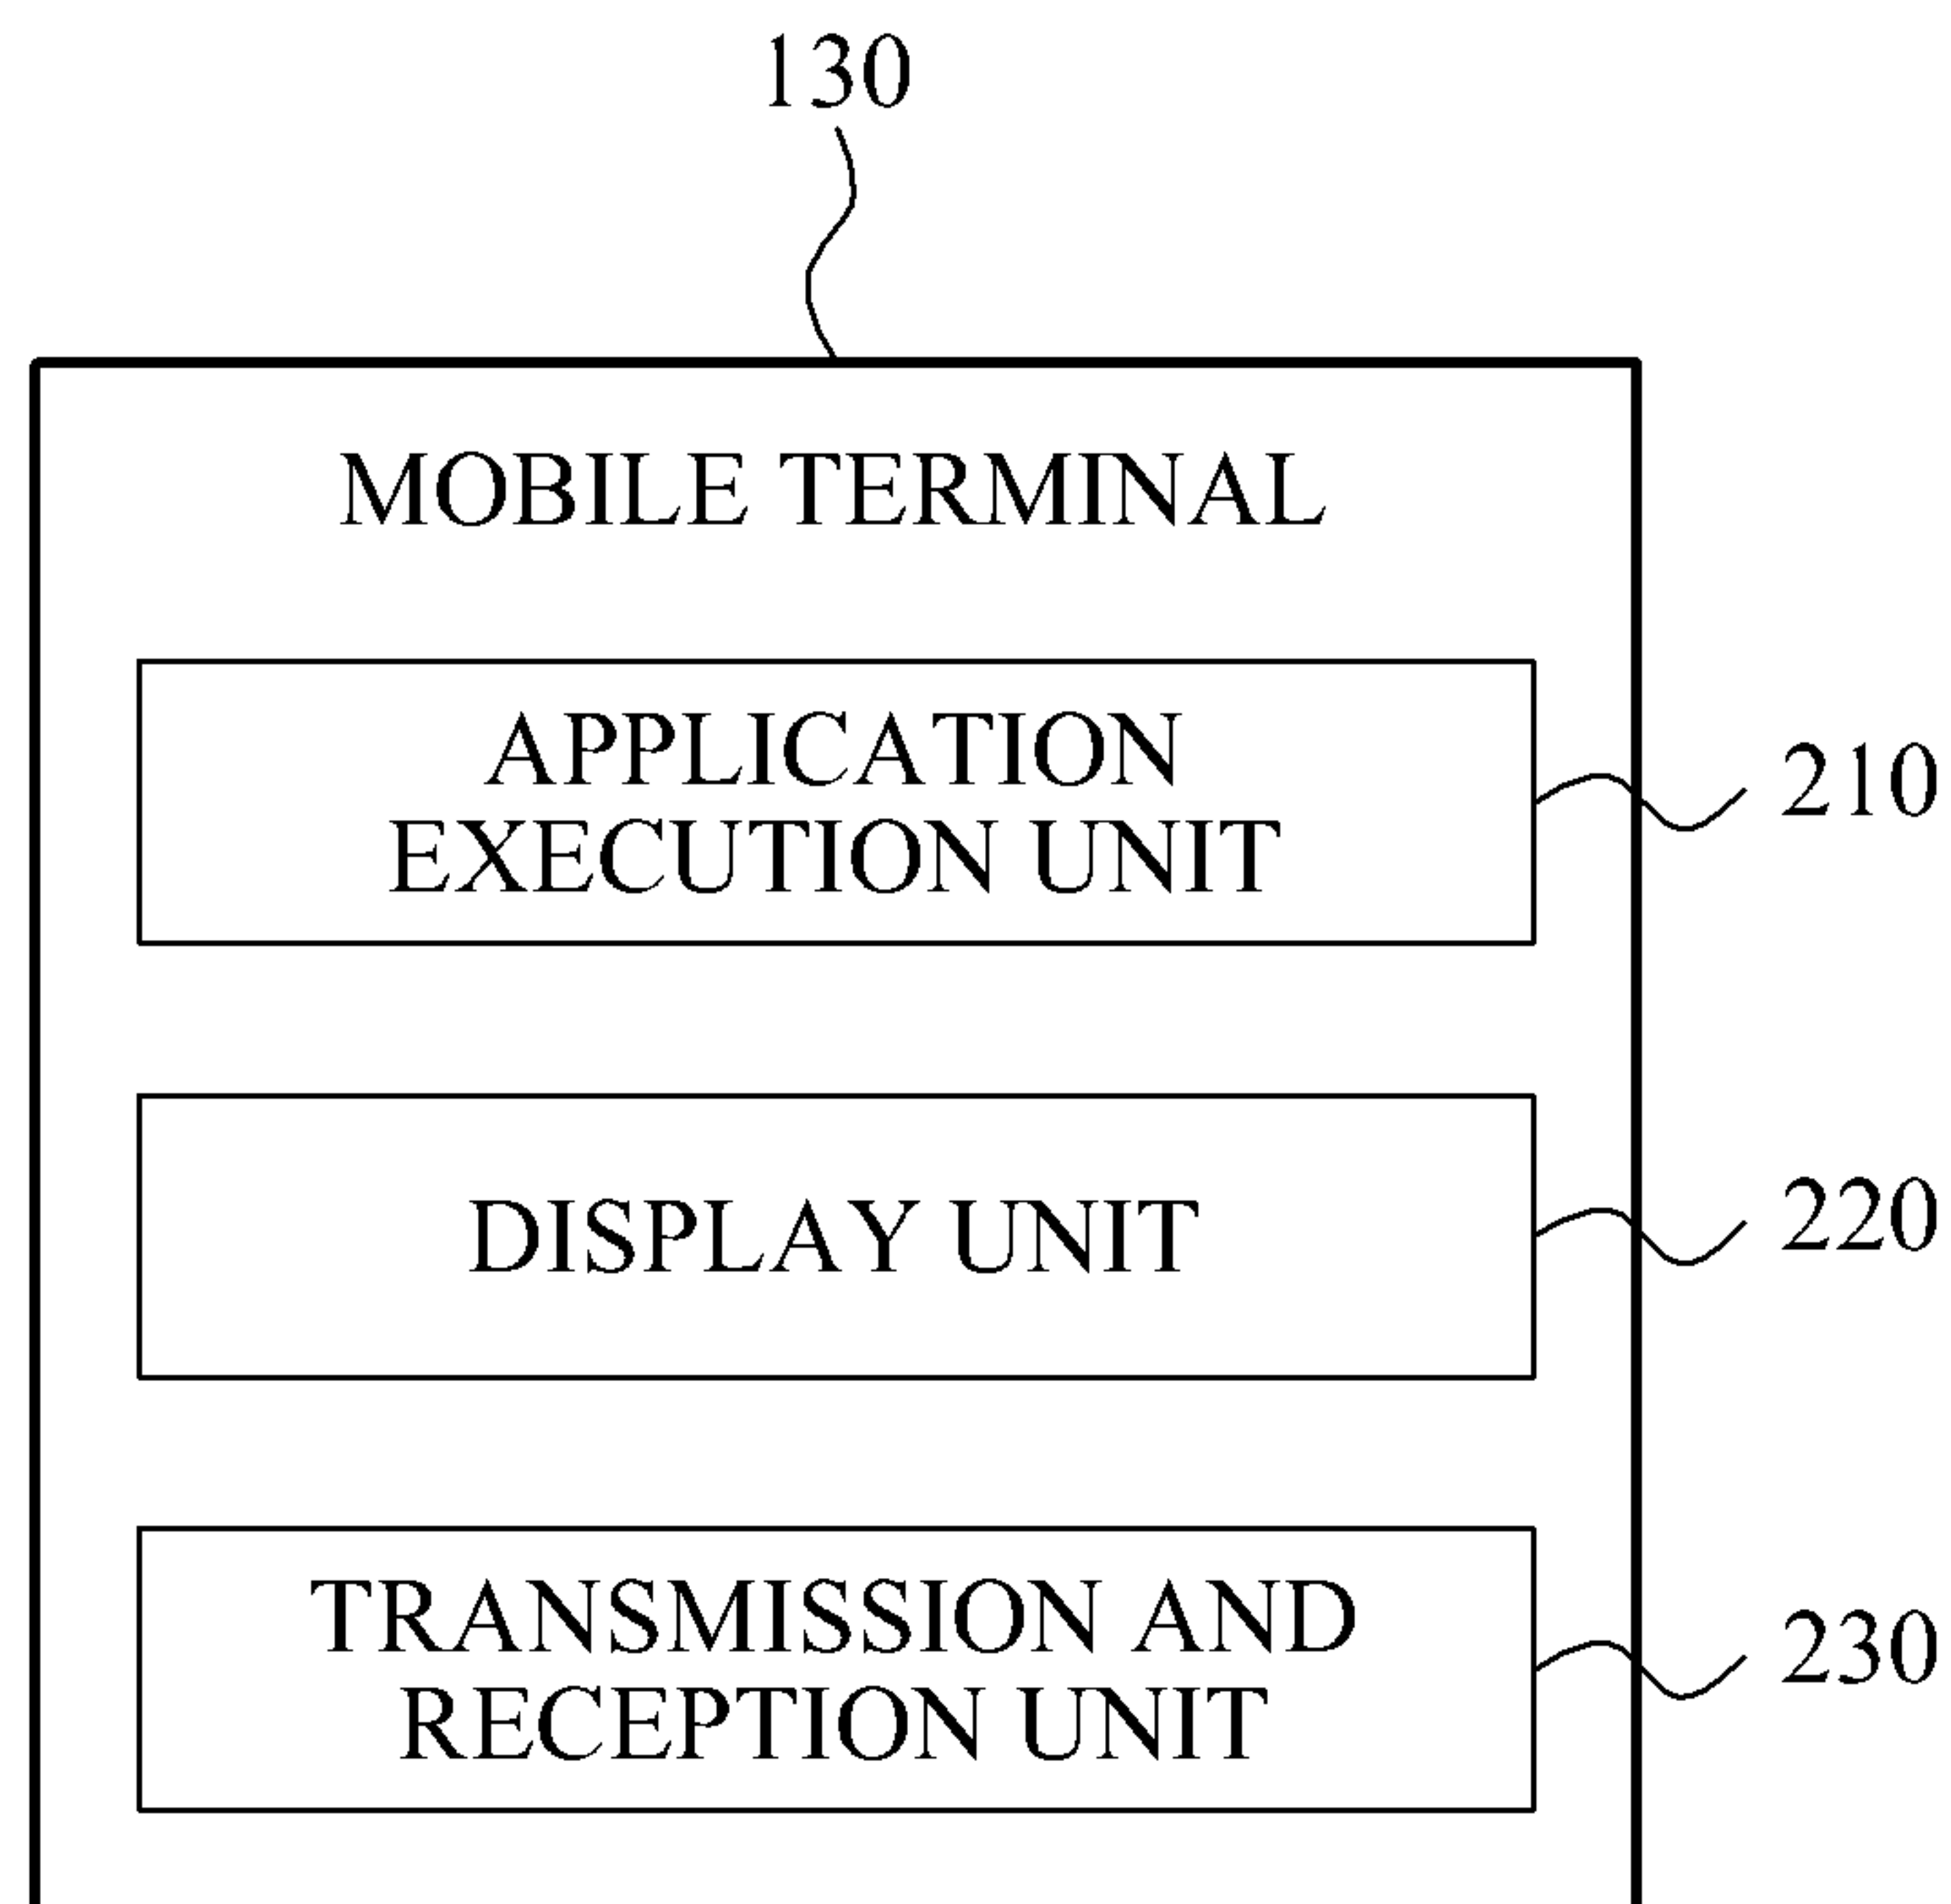 130
MOBILE TERMINAL
APPLICATION
EXECUTION UNIT
210
DISPLAY UNIT
220
TRANSMISSION AND
RECEPTION UNIT
230